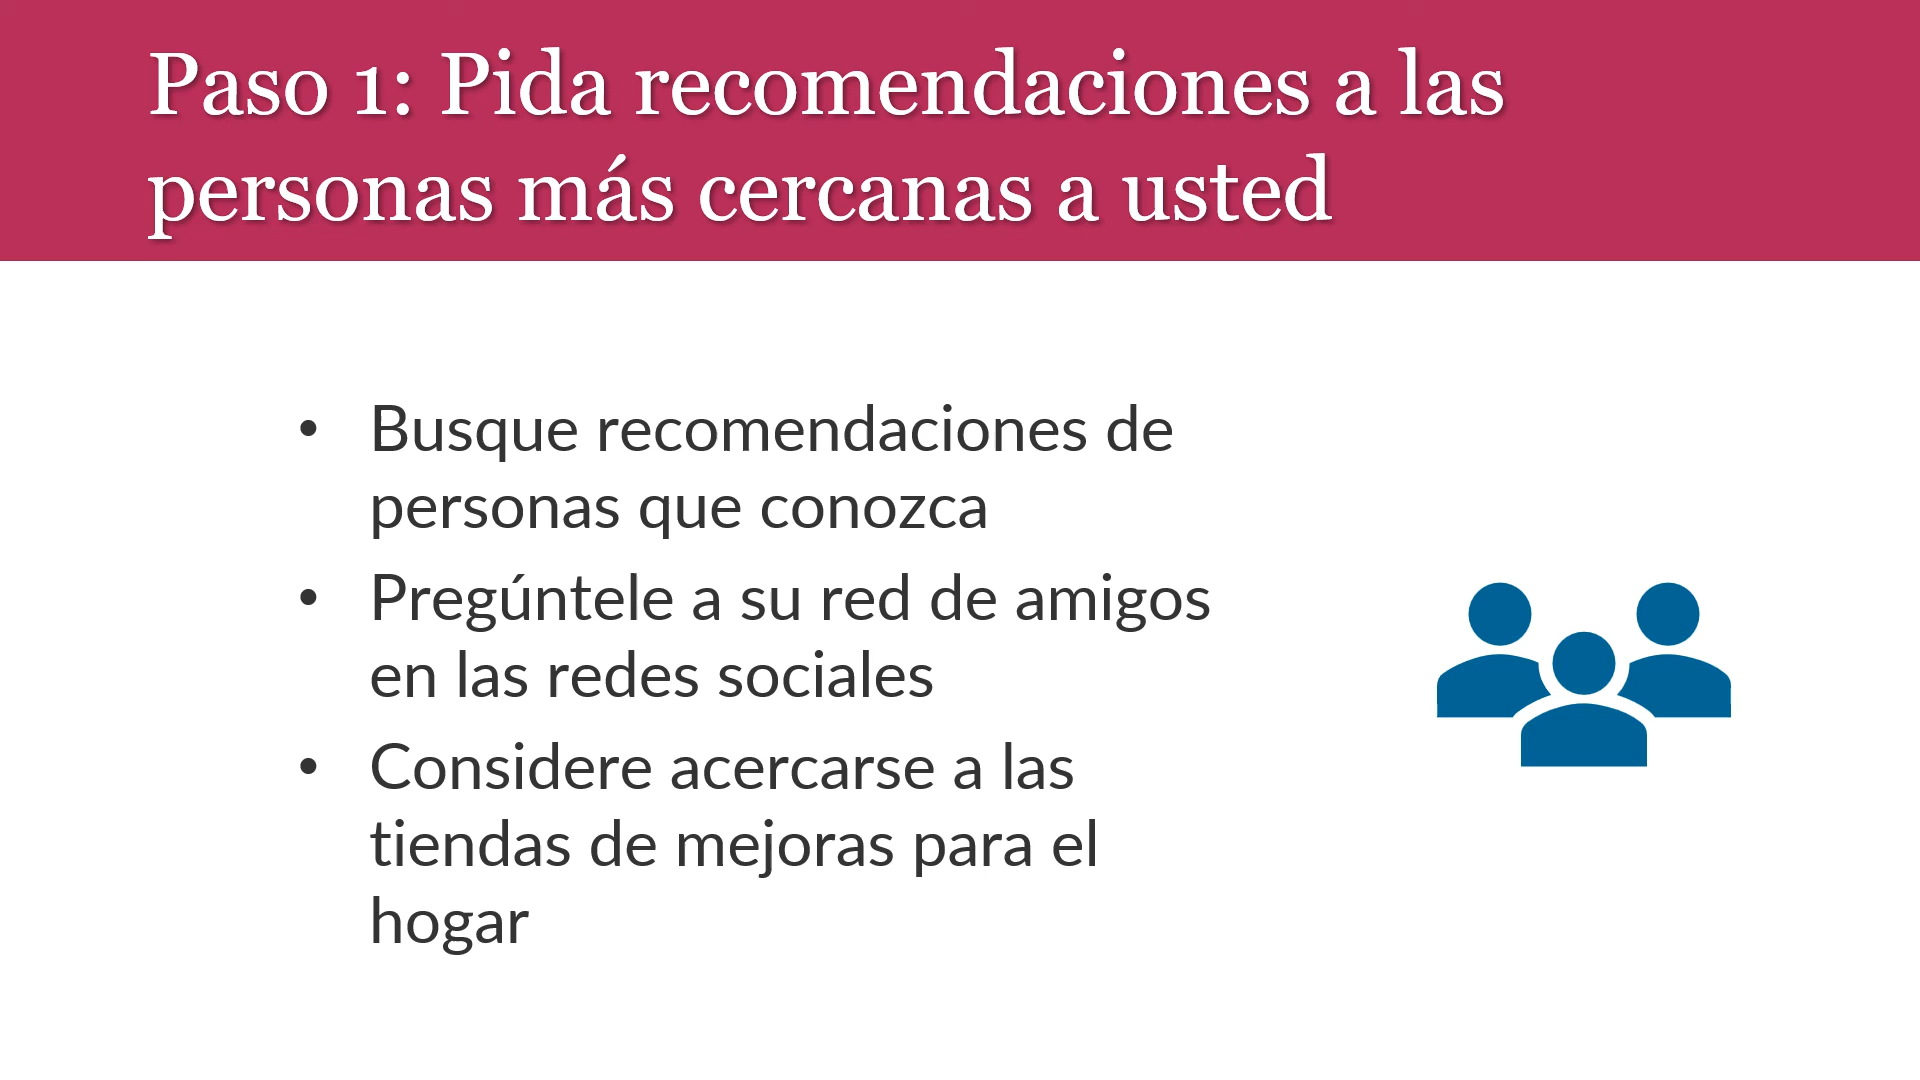 Paso 1: Pida recomendaciones a las
personas más cercanas a usted
• Busque recomendaciones de
personas que conozca
• Pregúntele a su red de amigos
en las redes sociales
• Considere acercarse a las
tiendas de mejoras para el
hogar